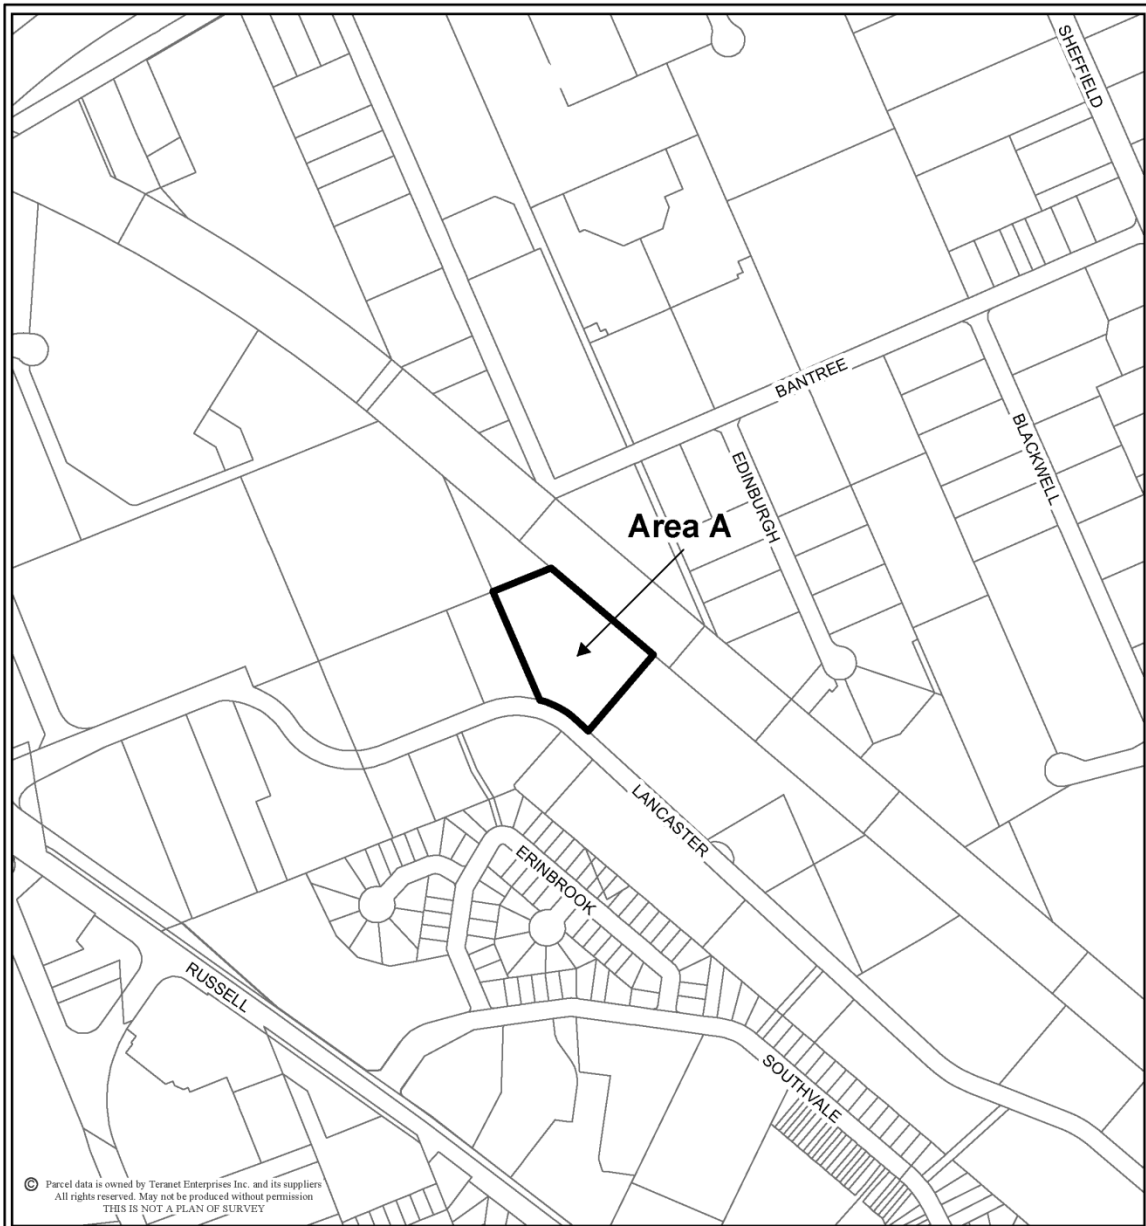 SHEFFIELD
BANTREE
BLACKWELL
EDINBURGH
Area A
LANCASTER
ERINBROOK
RUSSELL
SOUTHVALE
© Parcel data is owned by Teranet Enterprises Inc. and its suppliers
All rights reserved. May not be produced without permission
THIS IS NOT A PLAN OF SURVEY